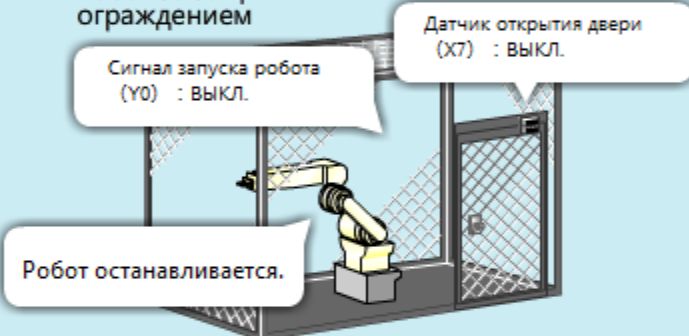 ограждением
Датчик открытия двери
(X7) : ВЫКЛ.
Сигнал запуска робота
(Y0) : ВЫКЛ.
Робот останавливается.